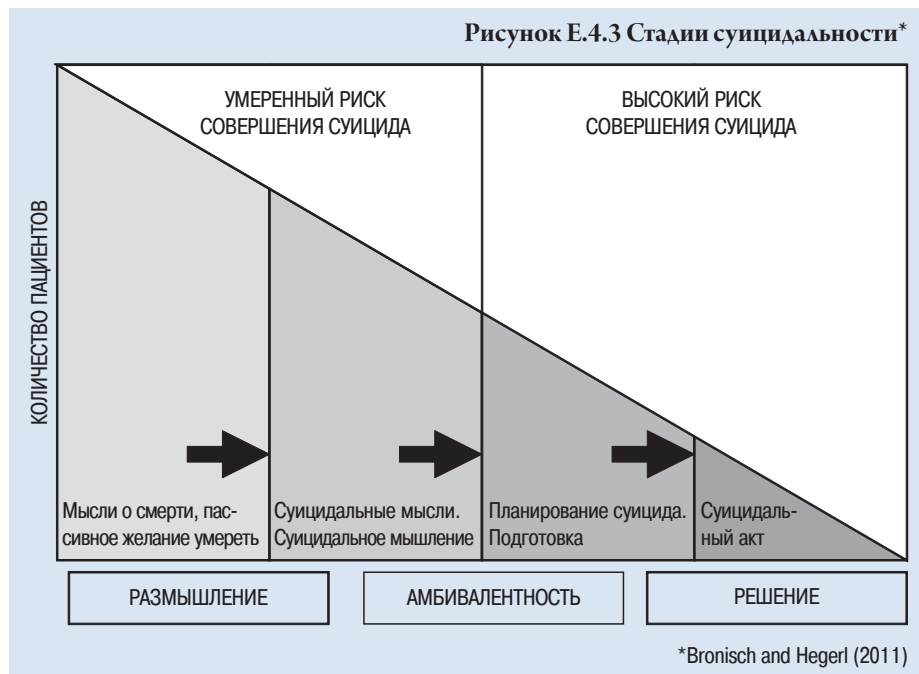 Рисунок Е.4.3 Стадии суицидальности*
УМЕРЕННЫЙ РИСК
СОВЕРШЕНИЯ СУИЦИДА
ВЫСОКИЙ РИСК
СОВЕРШЕНИЯ СУИЦИДА
КОЛИЧЕСТВО ПАЦИЕНТОВ
Мысли о смерти, пас-
сивное желание умереть
Суицидальные мысли.
Суицидальное мышление
Планирование суицида.
Подготовка
Суицидаль-
ный акт
РАЗМЫШЛЕНИЕ
АМБИВАЛЕНТНОСТЬ
РЕШЕНИЕ
*Bronisch and Hegerl (2011)